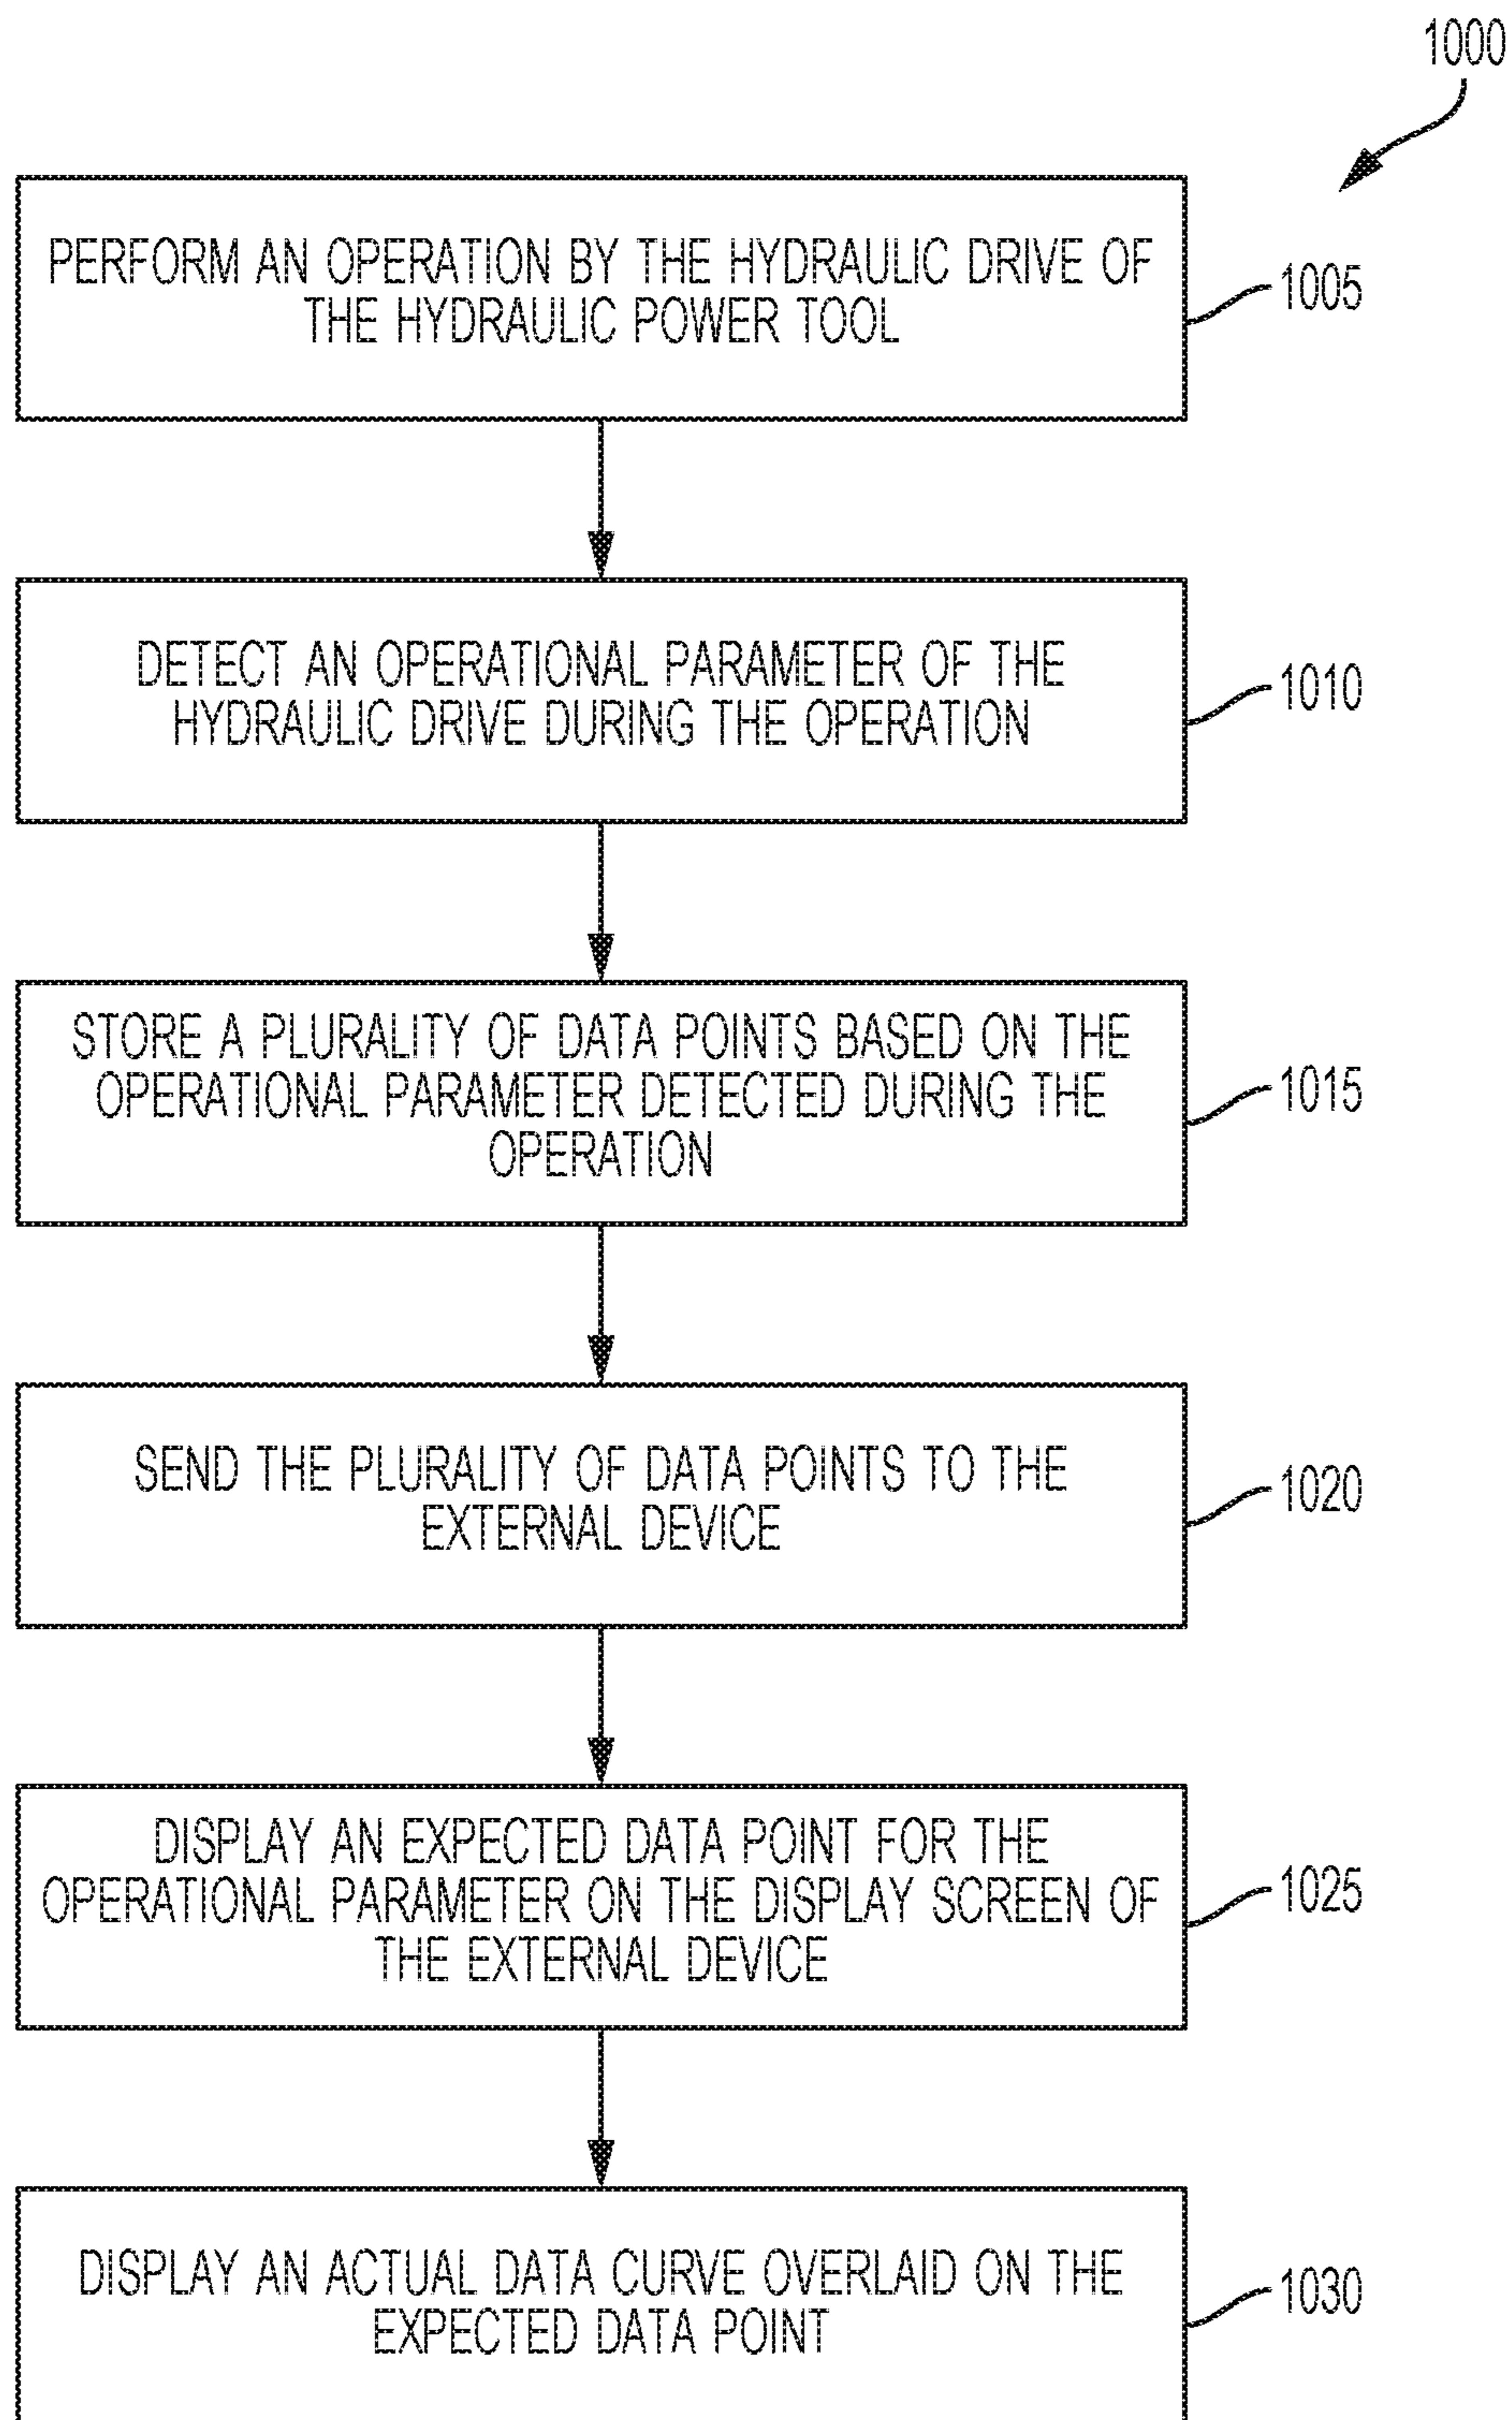 1000
PERFORM AN OPERATION BY THE HYDRAULIC DRIVE OF
THE HYDRAULIC POWER TOOL
1005
DETECT AN OPERATIONAL PARAMETER OF THE
HYDRAULIC DRIVE DURING THE OPERATION
1010
STORE A PLURALITY OF DATA POINTS BASED ON THE
OPERATIONAL PARAMETER DETECTED DURING THE
OPERATION
1015
SEND THE PLURALITY OF DATA POINTS TO THE
EXTERNAL DEVICE
1020
DISPLAY AN EXPECTED DATA POINT FOR THE
OPERATIONAL PARAMETER ON THE DISPLAY SCREEN OF
THE EXTERNAL DEVICE
1025
DISPLAY AN ACTUAL DATA CURVE OVERLAID ON THE
EXPECTED DATA POINT
1030